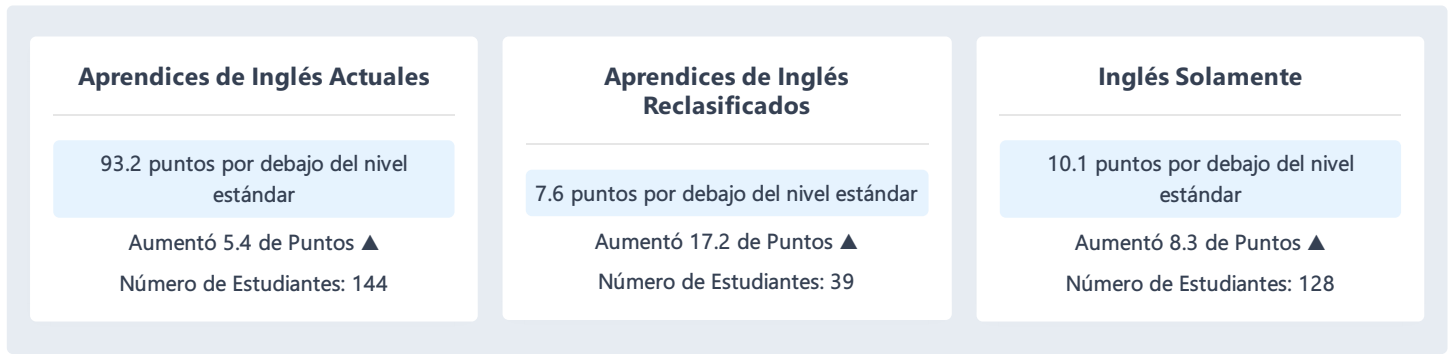 Aprendices de Inglés Actuales
93.2 puntos por debajo del nivel
estándar
Aumentó 5.4 de Puntos ▲
Número de Estudiantes: 144
Aprendices de Inglés
Reclasificados
7.6 puntos por debajo del nivel estándar
Aumentó 17.2 de Puntos ▲
Número de Estudiantes: 39
Inglés Solamente
10.1 puntos por debajo del nivel
estándar
Aumentó 8.3 de Puntos ▲
Número de Estudiantes: 128